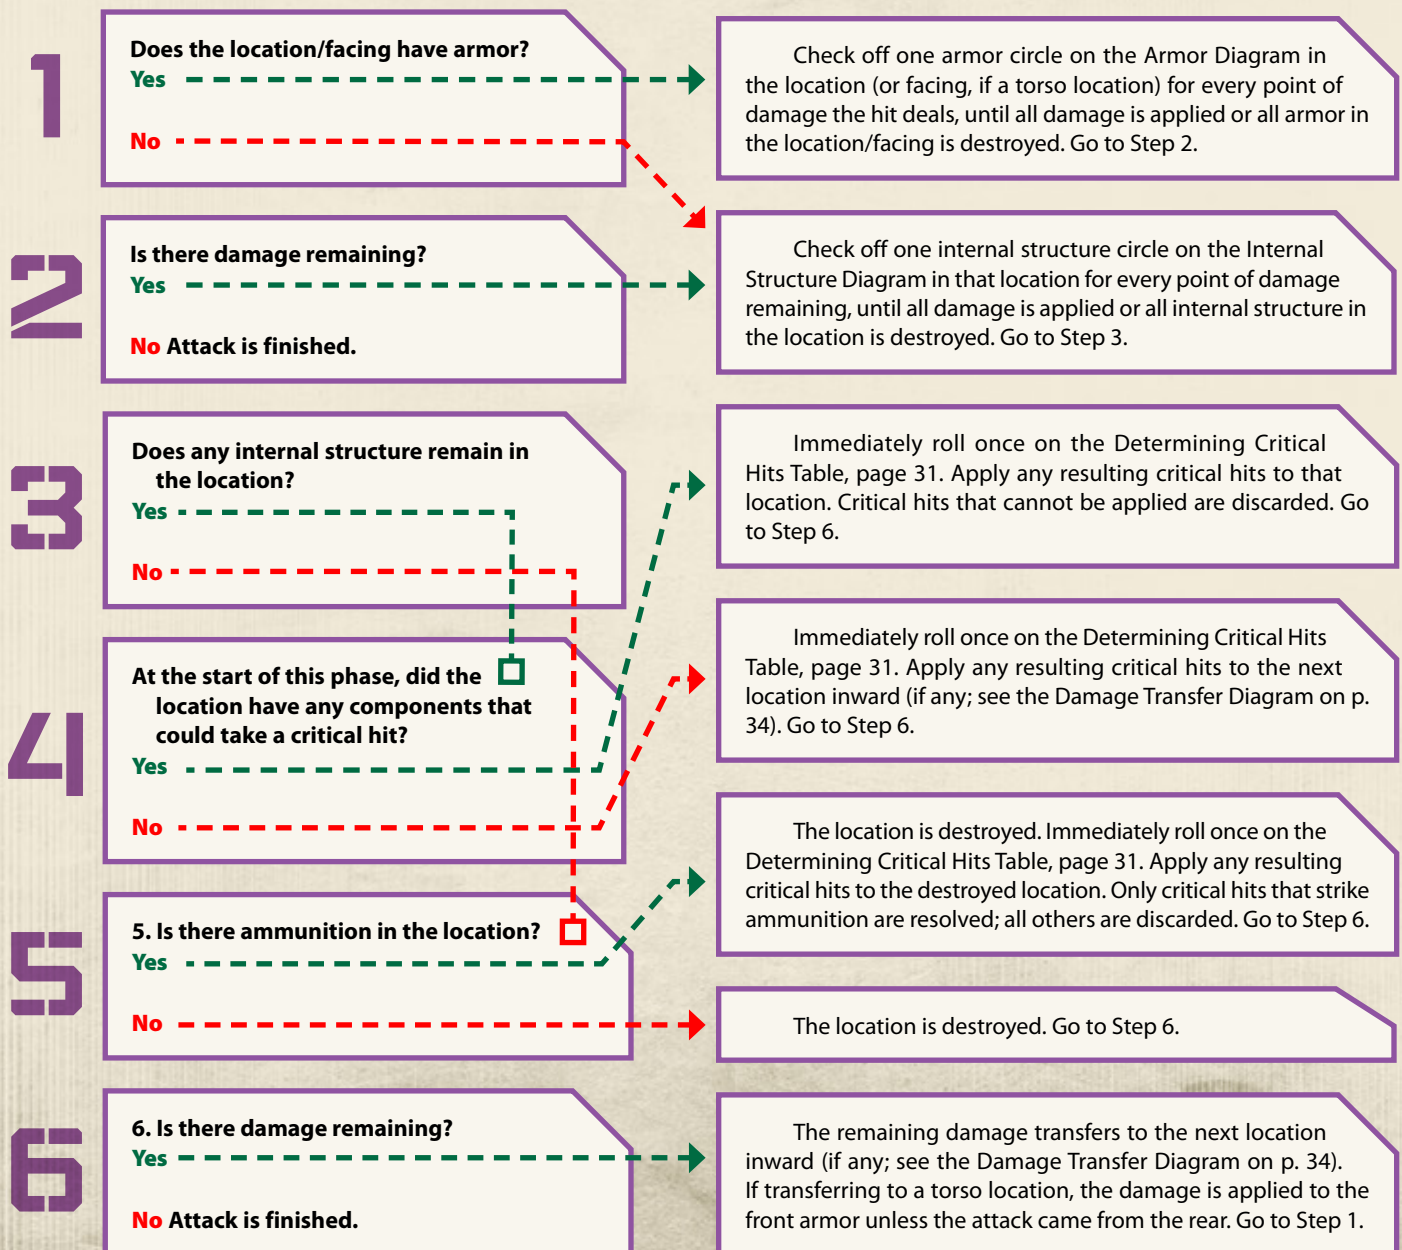 1
Does the location/facing have armor?
Yes
No
Check off one armor circle on the Armor Diagram in
the location (or facing, if a torso location) for every point of
damage the hit deals, until all damage is applied or all armor in
the location/facing is destroyed. Go to Step 2.
2
Is there damage remaining?
Yes
No Attack is finished.
Check off one internal structure circle on the Internal
Structure Diagram in that location for every point of damage
remaining, until all damage is applied or all internal structure in
the location is destroyed. Go to Step 3.
3
Does any internal structure remain in
the location?
Yes
No
Immediately roll once on the Determining Critical
Hits Table, page 31. Apply any resulting critical hits to that
location. Critical hits that cannot be applied are discarded. Go
to Step 6.
4
At the start of this phase, did the
location have any components that
could take a critical hit?
Yes
No
Immediately roll once on the Determining Critical Hits
Table, page 31. Apply any resulting critical hits to the next
location inward (if any; see the Damage Transfer Diagram on p.
34). Go to Step 6.
5
5. Is there ammunition in the location?
Yes
No
The location is destroyed. Immediately roll once on the
Determining Critical Hits Table, page 31. Apply any resulting
critical hits to the destroyed location. Only critical hits that strike
ammunition are resolved; all others are discarded. Go to Step 6.
The location is destroyed. Go to Step 6.
6
6. Is there damage remaining?
Yes
No Attack is finished.
The remaining damage transfers to the next location
inward (if any; see the Damage Transfer Diagram on p. 34).
If transferring to a torso location, the damage is applied to the
front armor unless the attack came from the rear. Go to Step 1.